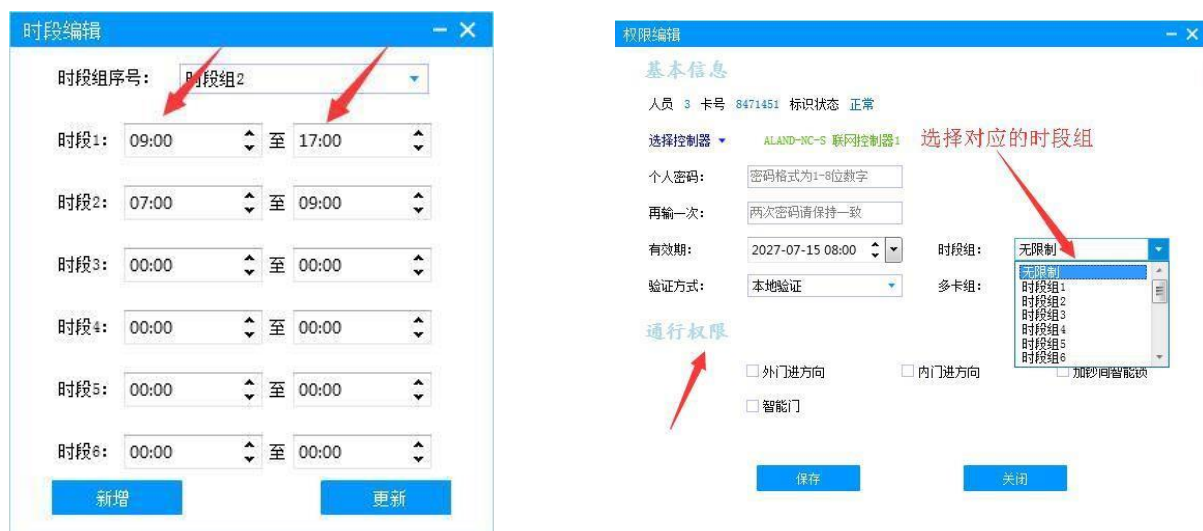 时段编辑
时段组序号： 时段组2
时段1： 09:00 至 17:00
时段2： 07:00 至 09:00
时段3： 00:00 至 00:00
时段4： 00:00 至 00:00
时段5： 00:00 至 00:00
时段6： 00:00 至 00:00
新增 更新
权限编辑
基本信息
人员 3 卡号 8471451 标识状态 正常
选择控制器 ALAND-NC-S 联网控制器1 选择对应的时段组
个人密码： 密码格式为1-8位数字
再输一次： 两次密码请保持一致
有效期： 2027-07-15 08:00 时段组： 无限制
验证方式： 本地验证 多卡组：
无限制
时段组1
时段组2
时段组3
时段组4
时段组5
时段组6
通行权限
外门进方向 内门进方向 加钞间智能锁
智能门
保存 关闭